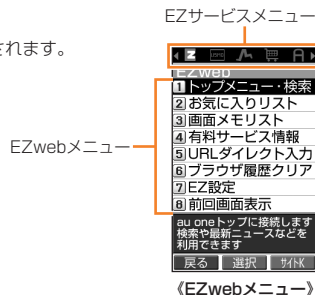 EZサービスメニュー
されます。
EZweb
1トップメニュー・検索
2お気に入りリスト
3画面メモリスト
4有料サービス情報
EZwebメニュー
5URLダイレクト入力
6ブラウザ履歴クリア
7EZ設定
8前回画面表示
au oneトップに接続します
検索や最新ニュースなどを
利用できます
戻る 選択 サイトK
《EZwebメニュー》